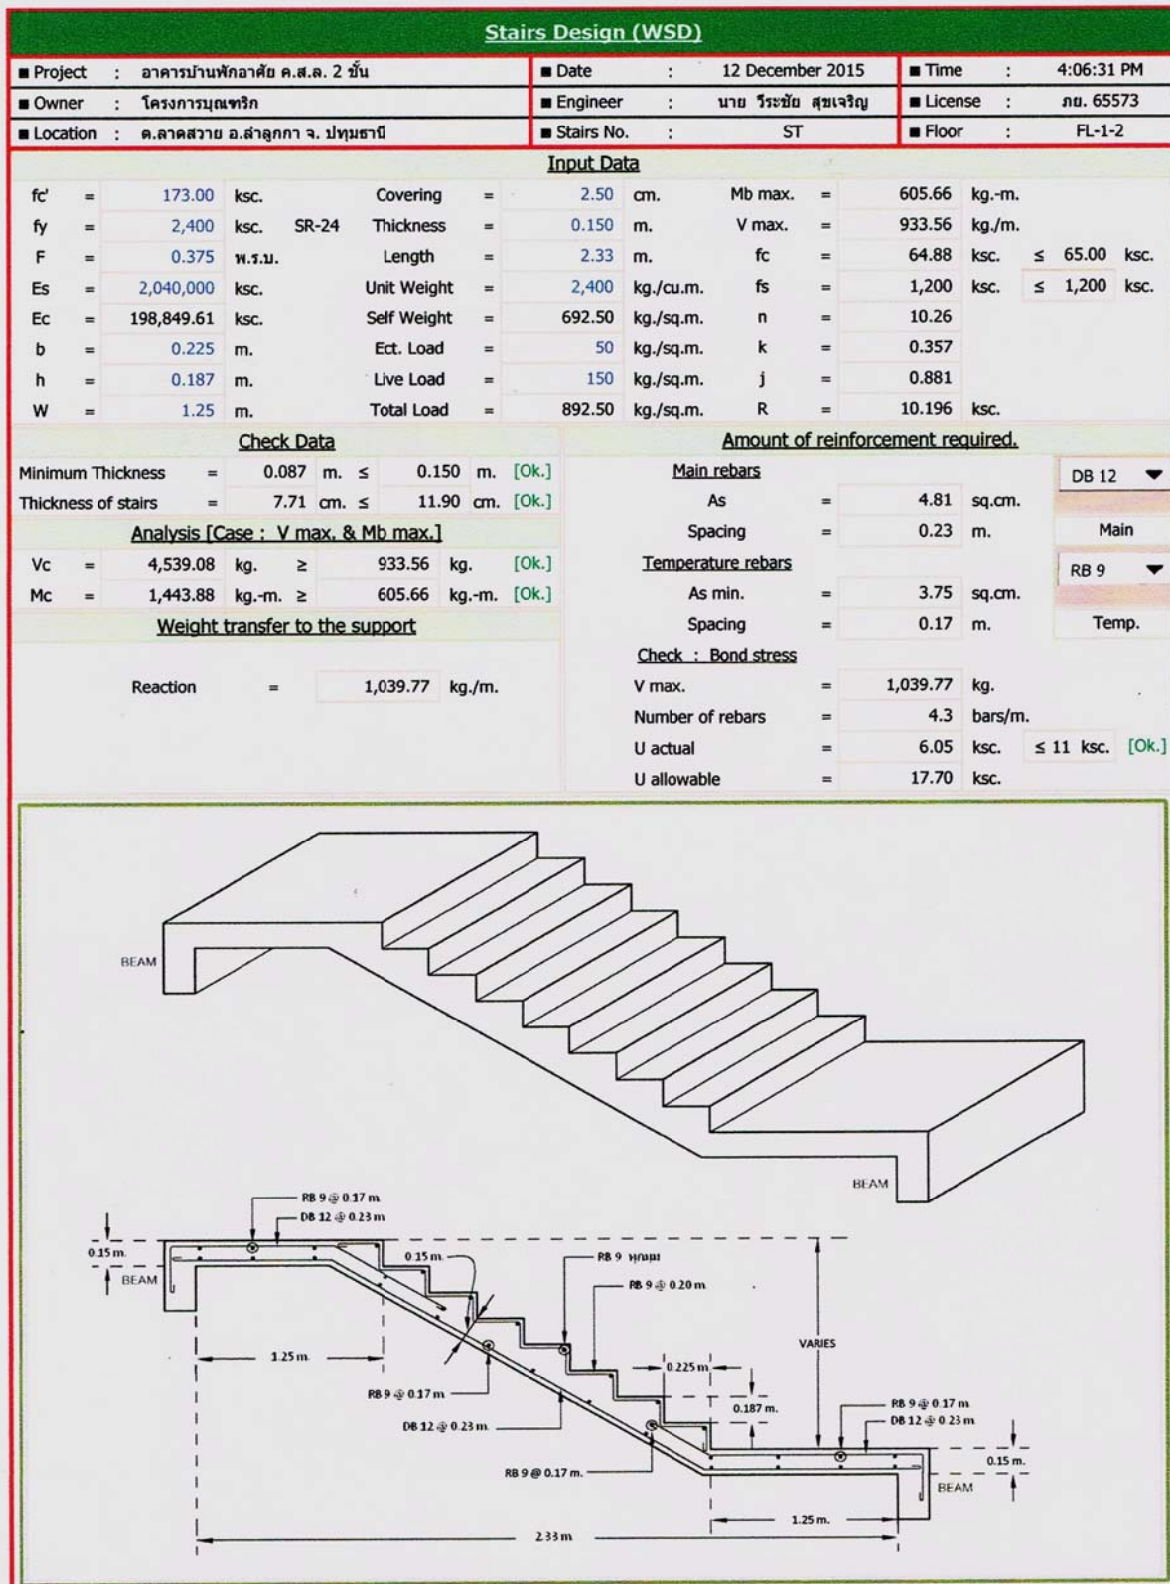 Stairs Design (WSD)
■ Project : อาคารบ้านพักอาศัย ค.ส.ล. 2 ชั้น ■ Date : 12 December 2015 ■ Time : 4:06:31 PM
■ Owner : โครงการบุณฑริก ■ Engineer : นาย วีระชัย สุขเจริญ ■ License : ภย. 65573
■ Location : ต.ลาดสวาย อ.ลำลูกกา จ. ปทุมธานี ■ Stairs No. : ST ■ Floor : FL-1-2
Input Data
fc' = 173.00 ksc. Covering = 2.50 cm. Mb max. = 605.66 kg.-m.
fy = 2,400 ksc. SR-24 Thickness = 0.150 m. V max. = 933.56 kg./m.
F = 0.375 พ.ร.บ. Length = 2.33 m. fc = 64.88 ksc. ≤ 65.00 ksc.
Es = 2,040,000 ksc. Unit Weight = 2,400 kg./cu.m. fs = 1,200 ksc. ≤ 1,200 ksc.
Ec = 198,849.61 ksc. Self Weight = 692.50 kg./sq.m. n = 10.26
b = 0.225 m. Ect. Load = 50 kg./sq.m. k = 0.357
h = 0.187 m. Live Load = 150 kg./sq.m. j = 0.881
W = 1.25 m. Total Load = 892.50 kg./sq.m. R = 10.196 ksc.
Check Data
Minimum Thickness = 0.087 m. ≤ 0.150 m. [Ok.]
Thickness of stairs = 7.71 cm. ≤ 11.90 cm. [Ok.]
Analysis [Case : V max. & Mb max.]
Vc = 4,539.08 kg. ≥ 933.56 kg. [Ok.]
Mc = 1,443.88 kg.-m. ≥ 605.66 kg.-m. [Ok.]
Weight transfer to the support
Reaction = 1,039.77 kg./m.
Amount of reinforcement required.
Main rebars DB 12
As = 4.81 sq.cm.
Spacing = 0.23 m. Main
Temperature rebars RB 9
As min. = 3.75 sq.cm.
Spacing = 0.17 m. Temp.
Check : Bond stress
V max. = 1,039.77 kg.
Number of rebars = 4.3 bars/m.
U actual = 6.05 ksc. ≤ 11 ksc. [Ok.]
U allowable = 17.70 ksc.
BEAM
BEAM
RB 9 @ 0.17 m.
DB 12 @ 0.23 m
0.15 m.
BEAM
0.15 m.
RB 9 ทุกมุม
RB 9 @ 0.20 m.
VARIES
1.25 m.
0.225 m.
0.187 m.
RB 9 @ 0.17 m
DB 12 @ 0.23 m
RB 9 @ 0.17 m
DB 12 @ 0.23 m.
RB 9 @ 0.17 m.
0.15 m.
BEAM
1.25 m.
2.33 m